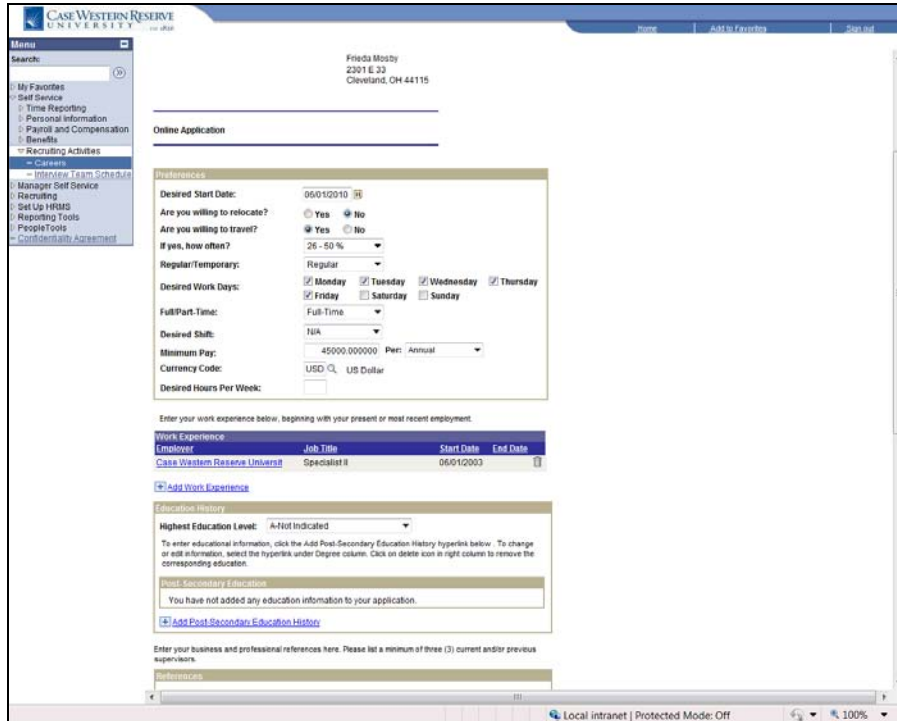 CASE WESTERN RESERVE
UNIVERSITY EST. 1826
Home Add to Favorites Sign out
Menu
Search:
My Favorites
Self Service
Time Reporting
Personal Information
Payroll and Compensation
Benefits
Recruiting Activities
Careers
Interview Team Schedule
Manager Self Service
Recruiting
Set Up HRMS
Reporting Tools
PeopleTools
Confidentiality Agreement
Frieda Mosby
2301 E 33
Cleveland, OH 44115
Online Application
Preferences
Desired Start Date: 06/01/2010
Are you willing to relocate? Yes No
Are you willing to travel? Yes No
If yes, how often? 26 - 50 %
Regular/Temporary: Regular
Desired Work Days: Monday Tuesday Wednesday Thursday
Friday Saturday Sunday
Full/Part-Time: Full-Time
Desired Shift: N/A
Minimum Pay: 45000.000000 Per: Annual
Currency Code: USD US Dollar
Desired Hours Per Week:
Enter your work experience below, beginning with your present or most recent employment.
Work Experience
Employer Job Title Start Date End Date
Case Western Reserve Universit Specialist II 06/01/2003
Add Work Experience
Education History
Highest Education Level: A-Not Indicated
To enter educational information, click the Add Post-Secondary Education History hyperlink below . To change
or edit information, select the hyperlink under Degree column. Click on delete icon in right column to remove the
corresponding education.
Post-Secondary Education
You have not added any education information to your application.
Add Post-Secondary Education History
Enter your business and professional references here. Please list a minimum of three (3) current and/or previous
supervisors.
References
Local intranet | Protected Mode: Off 100%